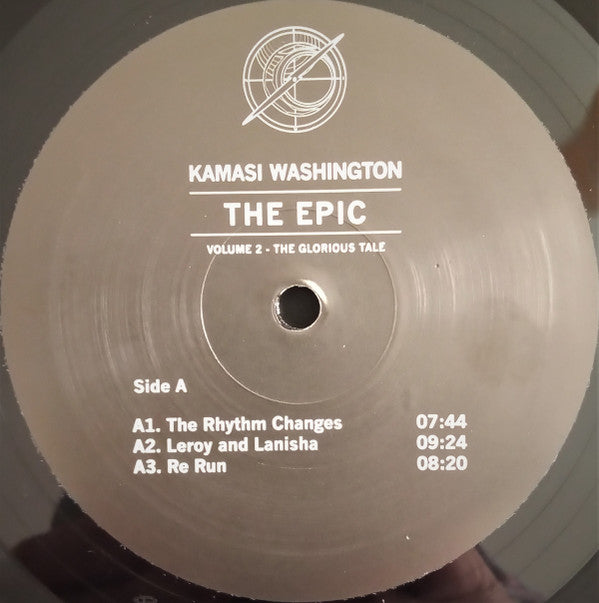 KAMASI WASHINGTON
THE EPIC
VOLUME 2 - THE GLORIOUS TALE
Side A
A1. The Rhythm Changes 07:44
A2. Leroy and Lanisha 09:24
A3. Re Run 08:20